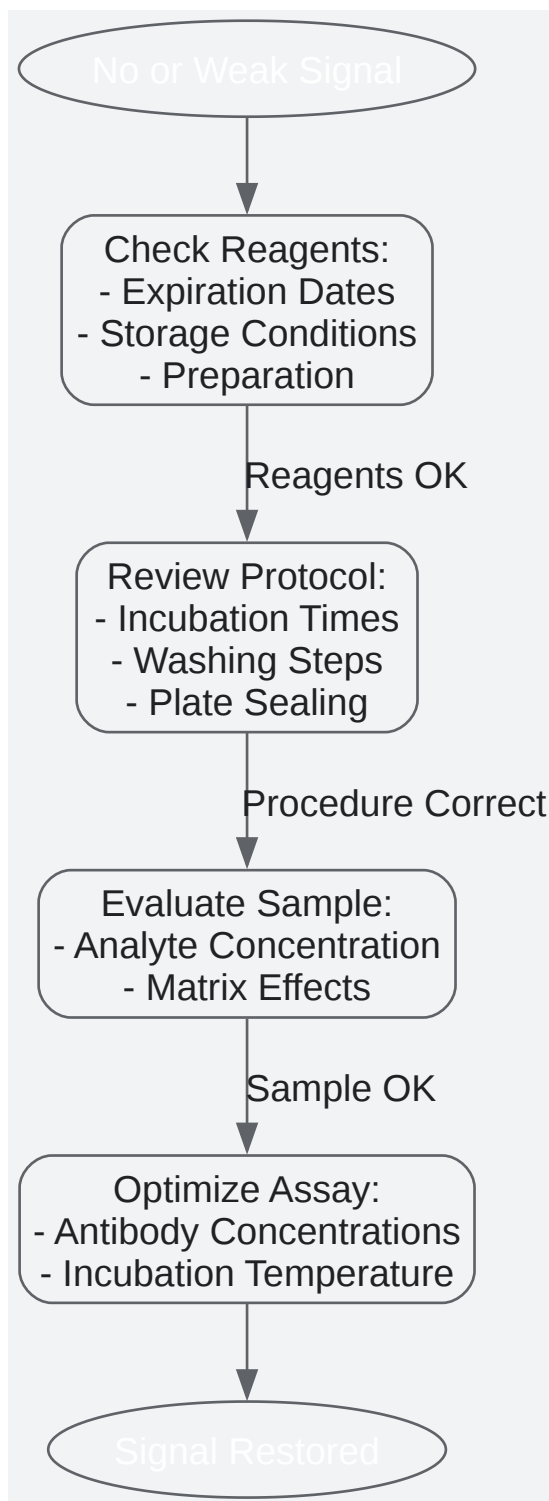 No or Weak Signal
Check Reagents:
- Expiration Dates
- Storage Conditions
- Preparation
Reagents OK
Review Protocol:
- Incubation Times
- Washing Steps
- Plate Sealing
Procedure Correct
Evaluate Sample:
- Analyte Concentration
- Matrix Effects
Sample OK
Optimize Assay:
- Antibody Concentrations
- Incubation Temperature
Signal Restored